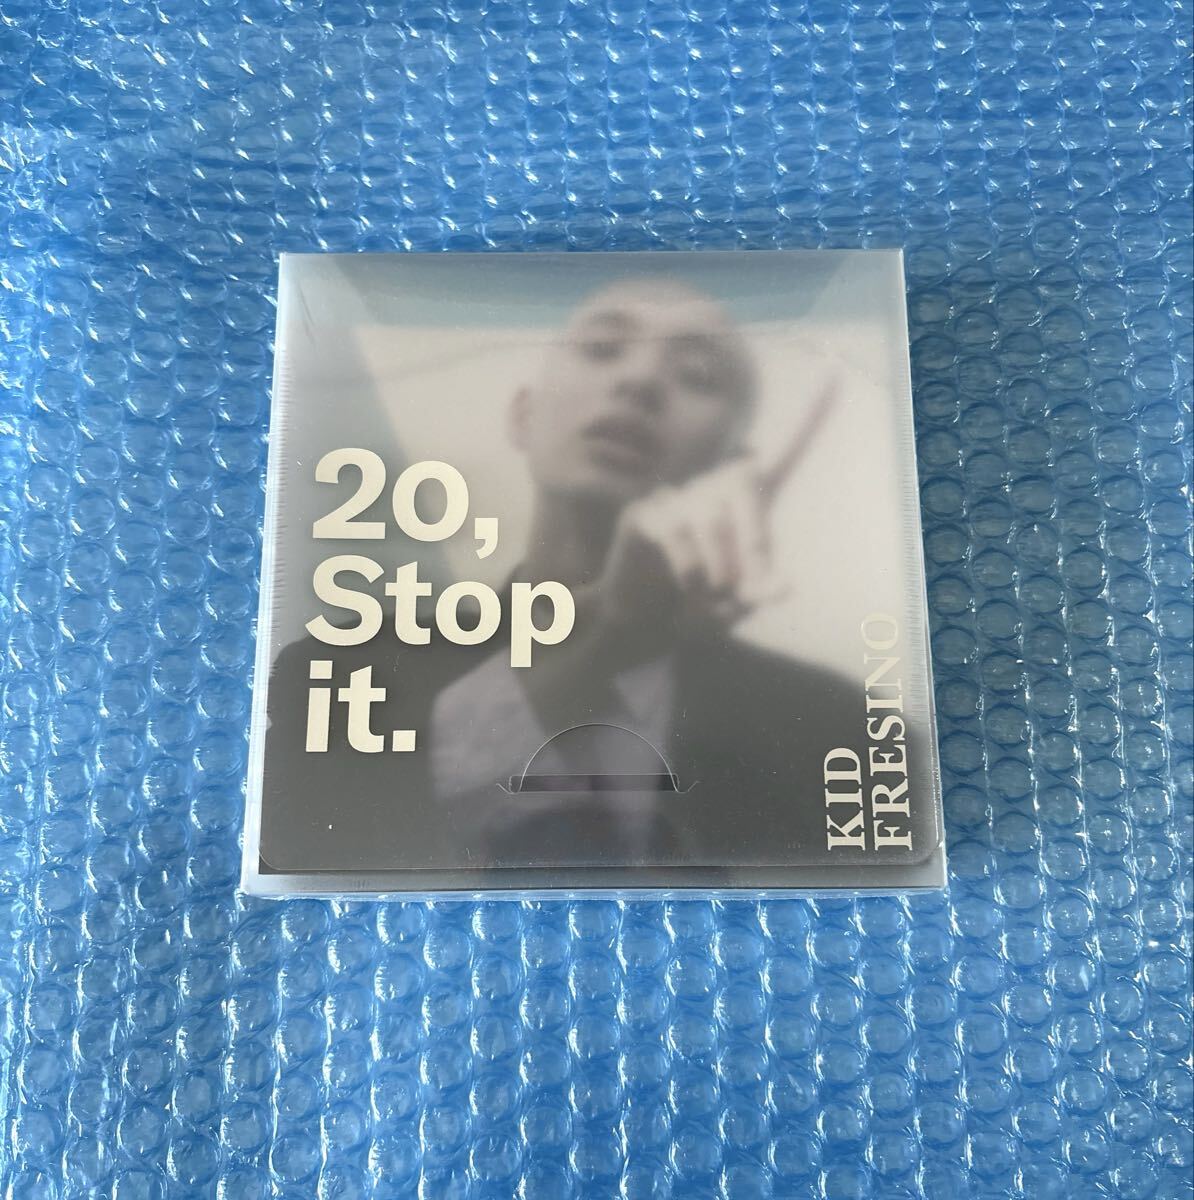 20,
Stop
it.
KID
FRESINO